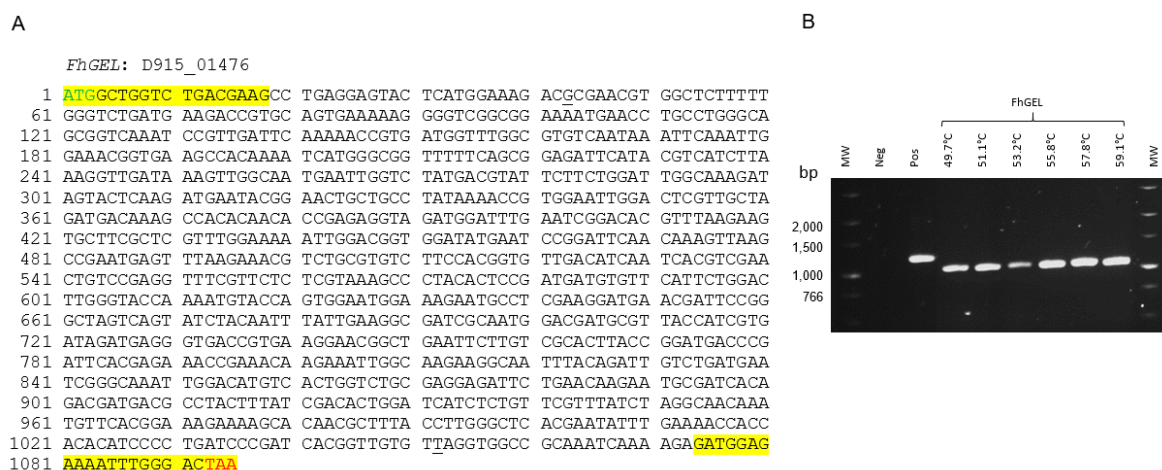 A
FhGEL: D915_01476
1 ATGGCTGGTC TGACGAAGCC TGAGGAGTAC TCATGGAAAG ACGCGAACGT GGCTCTTTTT
61 GGGTCTGATG AAGACCGTGC AGTGAAAAAG GGGTCGGCGG AAAATGAACC TGCCTGGGCA
121 GCGGTCAAAT CCGTTGATTC AAAAACCGTG ATGGTTTGGC GTGTCAATAA ATTCAAATTG
181 GAAACGGTGA AGCCACAAAA TCATGGGCGG TTTTTCAGCG GAGATTCATA CGTCATCTTA
241 AAGGTTGATA AAGTTGGCAA TGAATTGGTC TATGACGTAT TCTTCTGGAT TGGCAAAGAT
301 AGTACTCAAG ATGAATACGG AACTGCTGCC TATAAAACCG TGGAATTGGA CTCGTTGCTA
361 GATGACAAAG CCACACAACA CCGAGAGGTA GATGGATTTG AATCGGACAC GTTTAAGAAG
421 TGCTTCGCTC GTTTGGAAAA ATTGGACGGT GGATATGAAT CCGGATTCAA CAAAGTTAAG
481 CCGAATGAGT TTAAGAAACG TCTGCGTGTC TTCCACGGTG TTGACATCAA TCACGTCGAA
541 CTGTCCGAGG TTTCGTTCTC TCGTAAAGCC CTACACTCCG ATGATGTGTT CATTCTGGAC
601 TTGGGTACCA AAATGTACCA GTGGAATGGA AAGAATGCCT CGAAGGATGA ACGATTCCGG
661 GCTAGTCAGT ATCTACAATT TATTGAAGGC GATCGCAATG GACGATGCGT TACCATCGTG
721 ATAGATGAGG GTGACCGTGA AGGAACGGCT GAATTCTTGT CGCACTTACC GGATGACCCG
781 ATTCACGAGA AACCGAAACA AGAAATTGGC AAGAAGGCAA TTTACAGATT GTCTGATGAA
841 TCGGGCAAAT TGGACATGTC ACTGGTCTGC GAGGAGATTC TGAACAAGAA TGCGATCACA
901 GACGATGACG CCTACTTTAT CGACACTGGA TCATCTCTGT TCGTTTATCT AGGCAACAAA
961 TGTTCACGGA AAGAAAAGCA CAACGCTTTA CCTTGGGCTC ACGAATATTT GAAAACCACC
1021 ACACATCCCC TGATCCCGAT CACGGTTGTG TTAGGTGGCC GCAAATCAAA AGAGATGGAG
1081 AAAATTTGGG ACTAA
B
FhGEL
MW Neg Pos 49.7°C 51.1°C 53.2°C 55.8°C 57.8°C 59.1°C MW
bp
2,000
1,500
1,000
766